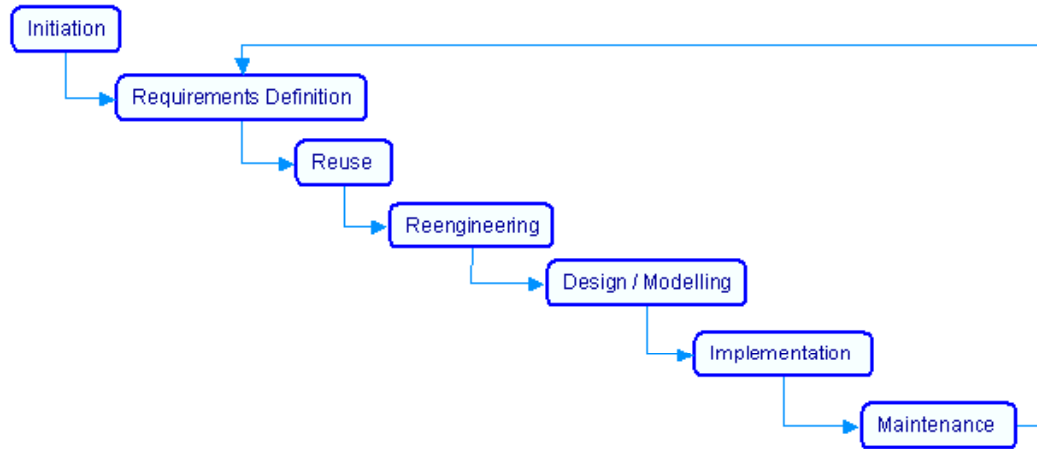 Initiation
Requirements Definition
Reuse
Reengineering
Design / Modelling
Implementation
Maintenance